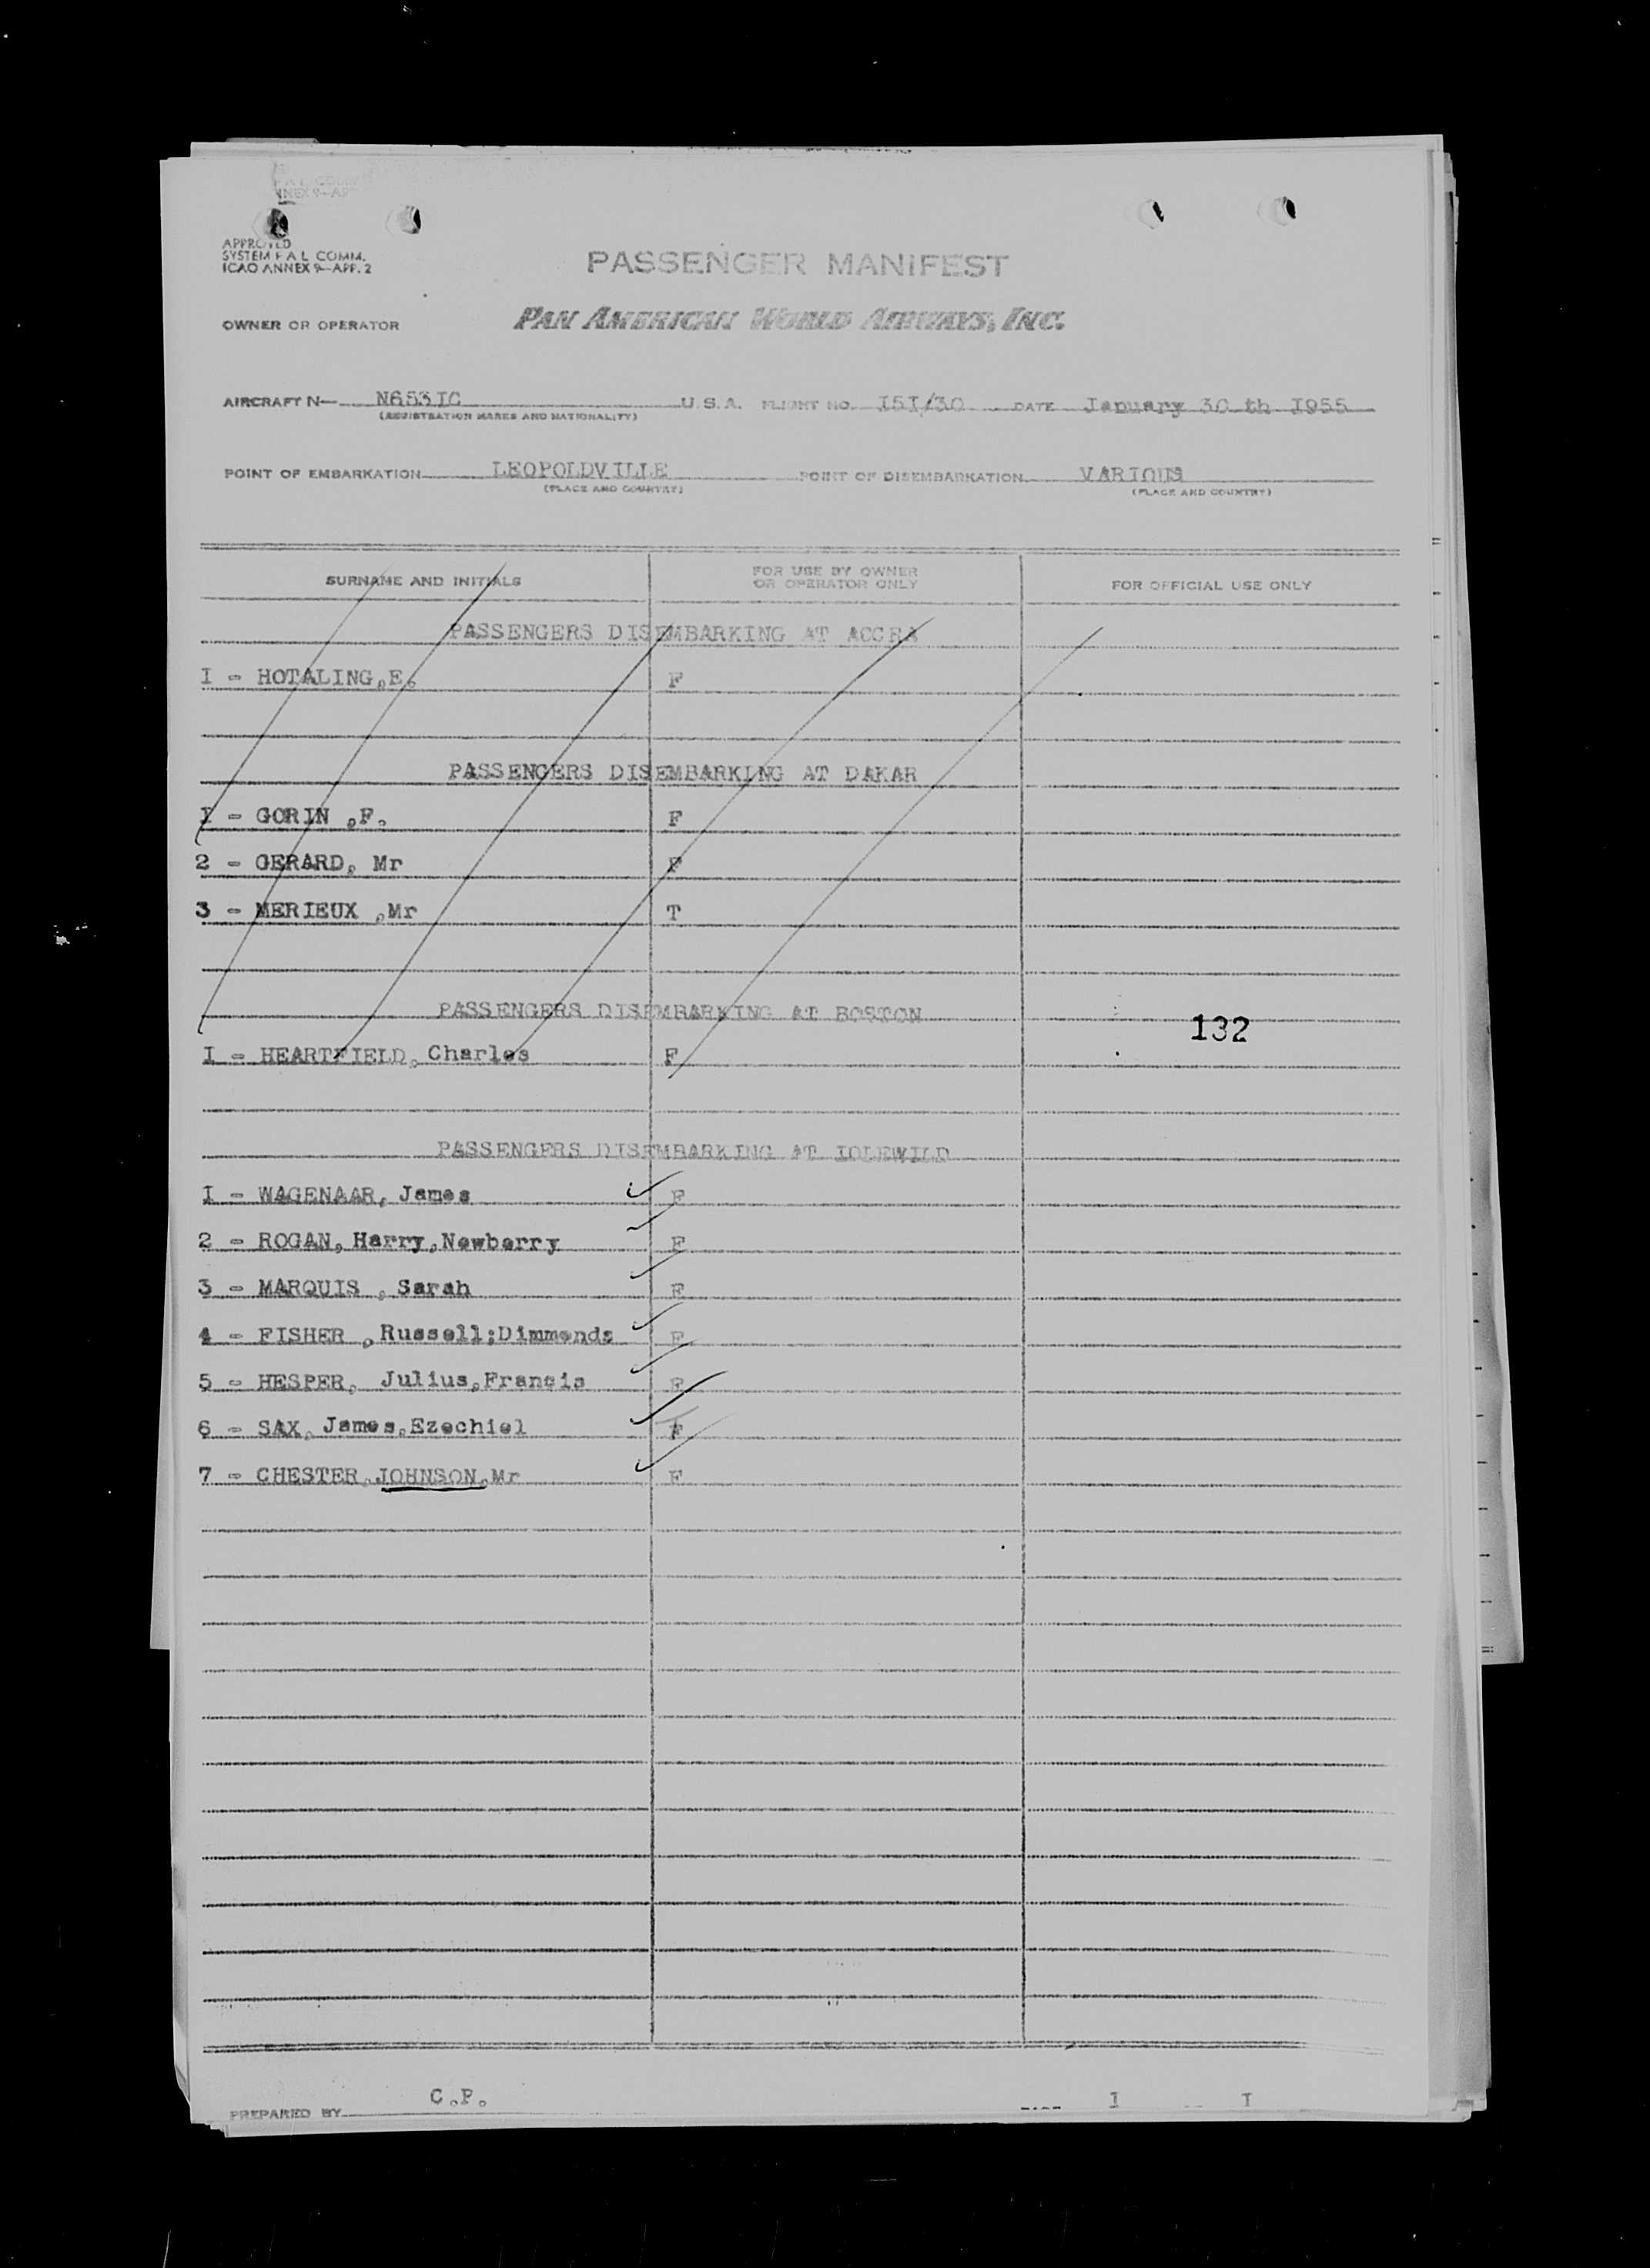 APPROVED
SYSTEM F A L COMM.
ICAO ANNEX 9—APP. 2
PASSENGER MANIFEST
OWNER OR OPERATOR PAN AMERICAN WORLD AIRWAYS, INC.
AIRCRAFT N— N653IC U.S.A. FLIGHT NO. I5I/30 DATE January 30 th I955
(REGISTRATION MARKS AND NATIONALITY)
POINT OF EMBARKATION LEOPOLDVILLE POINT OF DISEMBARKATION VARIOUS
(PLACE AND COUNTRY) (PLACE AND COUNTRY)
SURNAME AND INITIALS FOR USE BY OWNER OR OPERATOR ONLY FOR OFFICIAL USE ONLY
PASSENGERS DISEMBARKING AT ACCRA
I - HOTALING,E. F
PASSENGERS DISEMBARKING AT DAKAR
I - GORIN ,F. F
2 - GERARD, Mr F
3 - MERIEUX ,Mr T
PASSENGERS DISEMBARKING AT BOSTON
132
I - HEARTFIELD, Charles F
PASSENGERS DISEMBARKING AT IDLEWILD
I - WAGENAAR, James F
2 - ROGAN, Harry,Newberry F
3 - MARQUIS , Sarah F
4 - FISHER ,Russell;Dimmonds F
5 - HESPER, Julius,Francis F
6 - SAX, James,Ezechiel
7 - CHESTER,JOHNSON,Mr F
PREPARED BY C.P. I I